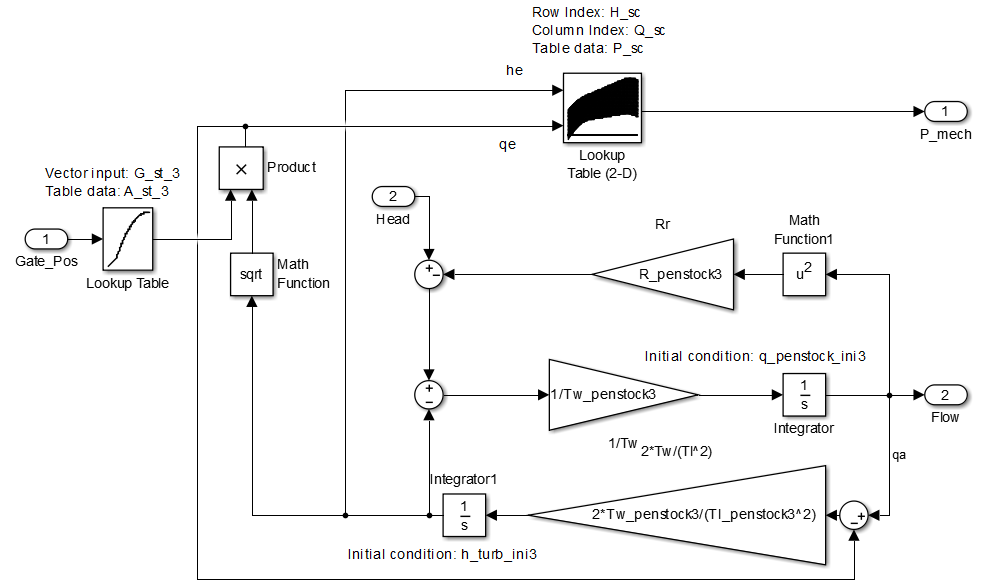 Row Index: H_sc
Column Index: Q_sc
Table data: P_sc
he
qe
Lookup
Table (2-D)
1
P_mech
×
Product
Vector input: G_st_3
Table data: A_st_3
1
Gate_Pos
Lookup Table
sqrt
Math
Function
2
Head
+
−
Rr
R_penstock3
Math
Function1
u2
Initial condition: q_penstock_ini3
+
−
1/Tw_penstock3
1/Tw
1
s
Integrator
2
Flow
2*Tw/(Tl^2)
qa
Integrator1
1
s
2*Tw_penstock3/(Tl_penstock3^2)
+
−
Initial condition: h_turb_ini3